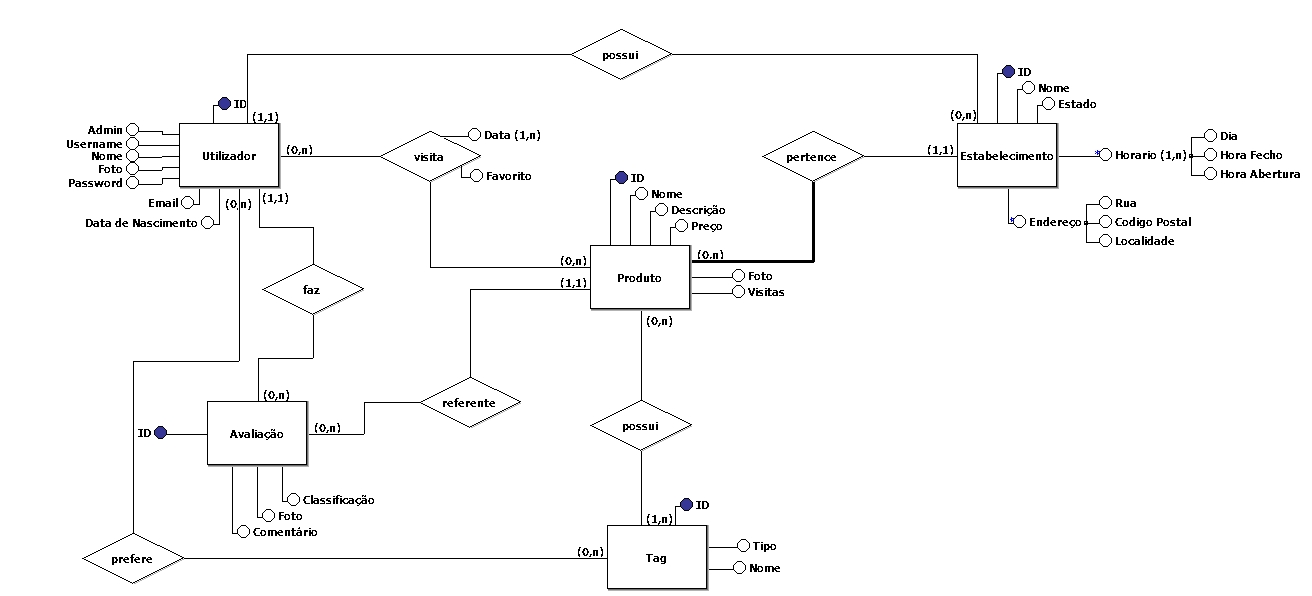 possui
ID
Nome
Estado
(0,n)
ID
(1,1)
Admin
Username
Nome
Foto
Password
Utilizador
(0,n)
visita
Data (1,n)
Favorito
pertence
(1,1)
Estabelecimento
*
Horario (1,n)
Dia
Hora Fecho
Hora Abertura
Email
Data de Nascimento
(0,n)
(1,1)
ID
Nome
Descrição
Preço
*
Endereço
Rua
Codigo Postal
Localidade
(0,n)
(1,1)
Produto
(0.n)
Foto
Visitas
faz
(0,n)
(0,n)
ID
Avaliação
(0,n)
referente
possui
Classificação
Foto
Comentário
(1,n)
ID
prefere
(0,n)
Tag
Tipo
Nome